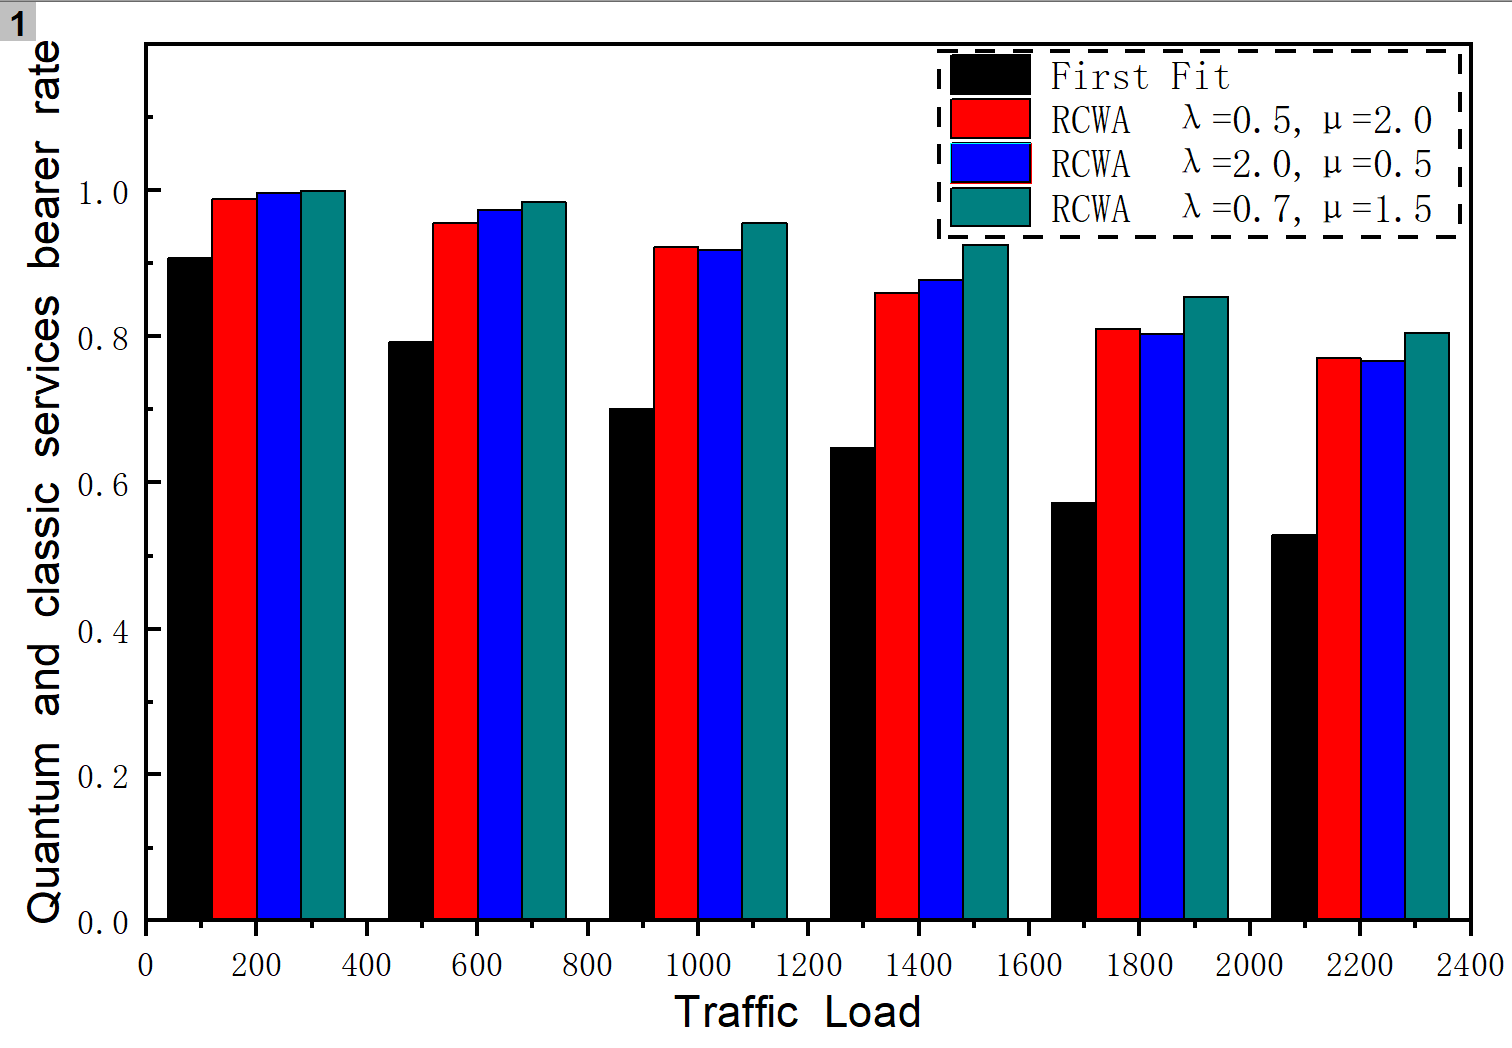 1
Quantum and classic services bearer rate
First Fit
RCWA λ=0.5, μ=2.0
RCWA λ=2.0, μ=0.5
RCWA λ=0.7, μ=1.5
1.0
0.8
0.6
0.4
0.2
0.0
0 200 400 600 800 1000 1200 1400 1600 1800 2000 2200 2400
Traffic Load